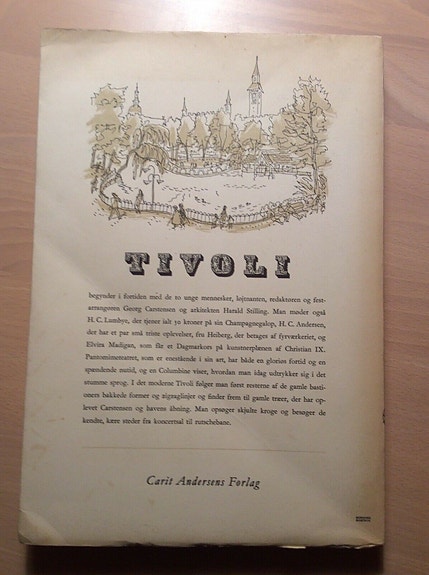 TIVOLI
begynder i fortiden med de to unge mennesker, løjtnanten, redaktøren og fest-
arrangøren Georg Carstensen og arkitekten Harald Stilling. Man møder også
H. C. Lumbye, der tjener ialt 50 kroner på sin Champagnegalop, H. C. Andersen,
der har et par små triste oplevelser, fru Heiberg, der betages af fyrværkeriet, og
Elvira Madigan, som får et Dagmarkors på kunstnerplænen af Christian IX.
Pantomimeteatret, som er enestående i sin art, har både en gloriøs fortid og en
spændende nutid, og en Columbine viser, hvordan man idag udtrykker sig i det
stumme sprog. I det moderne Tivoli følger man først resterne af de gamle basti-
oners bakkede former og zigzaglinjer og finder frem til gamle træer, der har op-
levet Carstensen og havens åbning. Man opsøger skjulte kroge og besøger de
kendte, kære steder fra koncertsal til rutschebane.
Carit Andersens Forlag